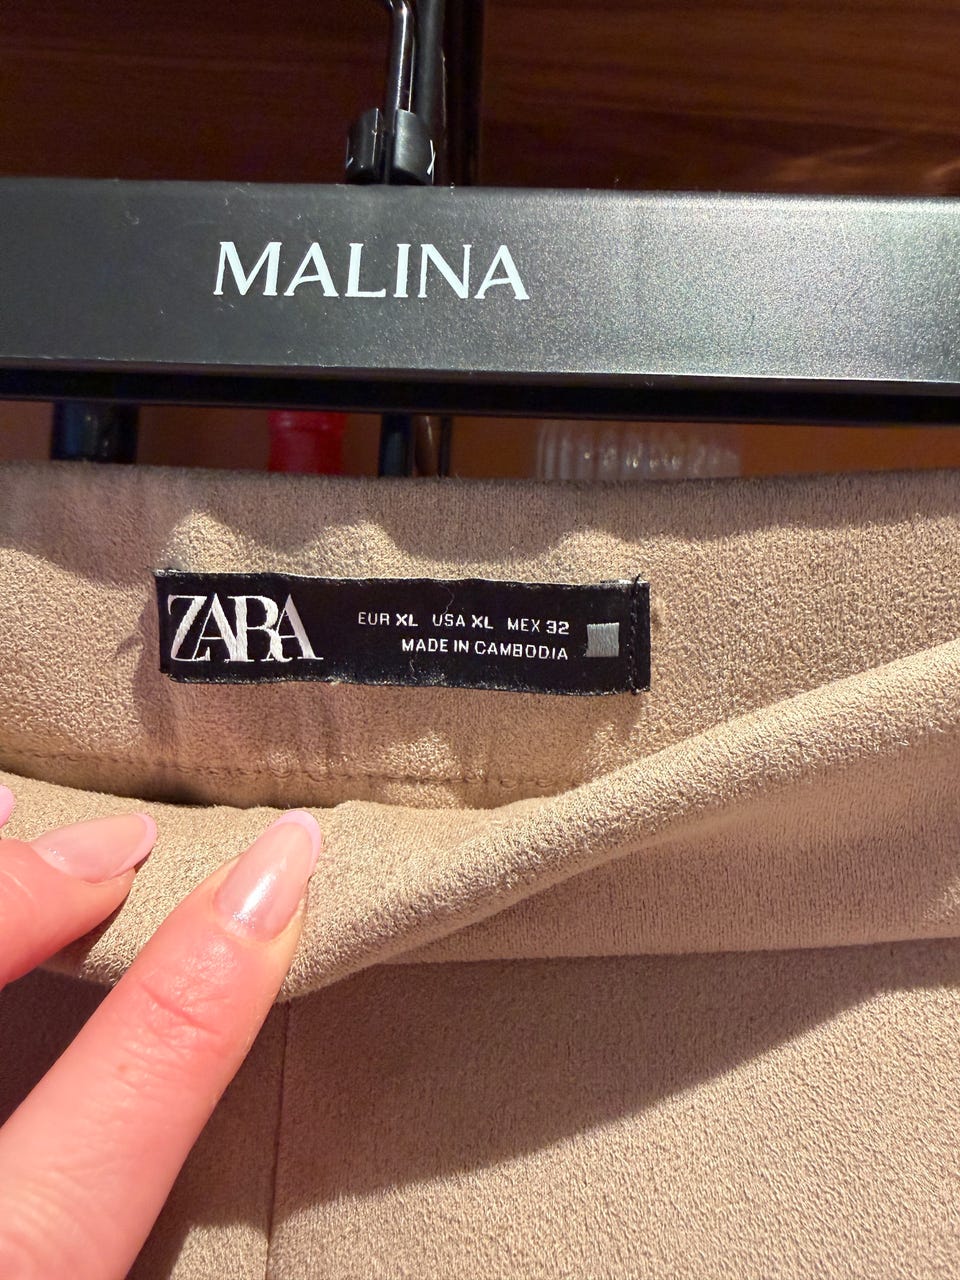 MALINA
ZARA
EUR XL USA XL MEX 32
MADE IN CAMBODIA